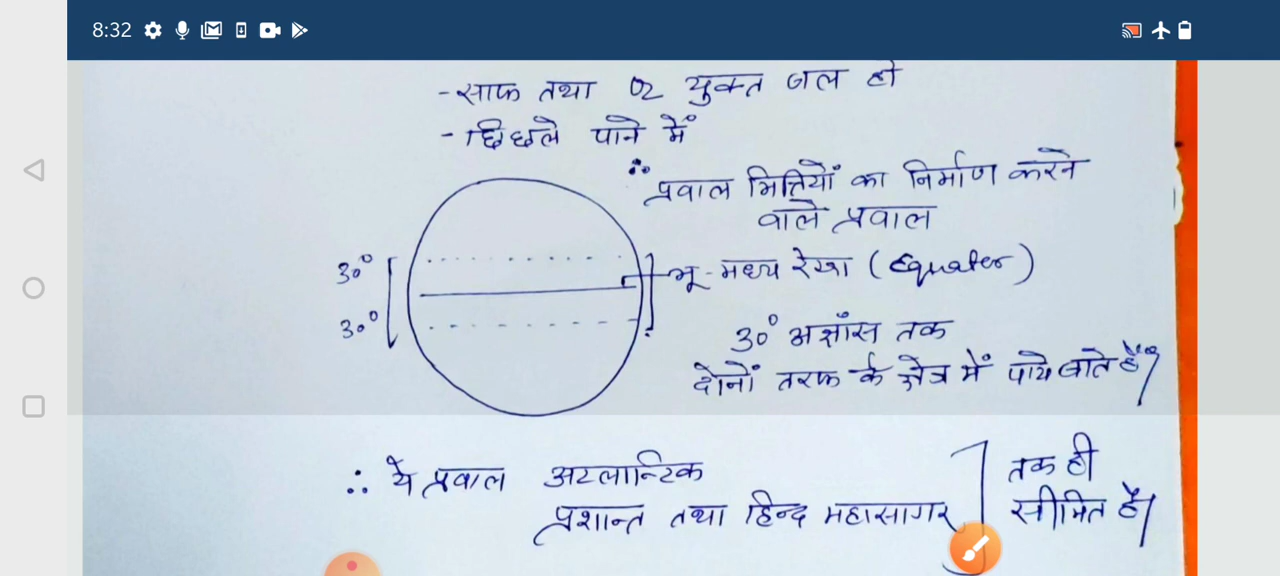 8:32
- साफ तथा O2 युक्त जल हो
- छिछले पाने में
∴ प्रवाल भित्तियों का निर्माण करने
वाले प्रवाल
30°
भू-मध्य रेखा (Equator)
30°
30° अक्षाँस तक
दोनों तरफ के क्षेत्र में पाये जाते हैं।
∴ ये प्रवाल अटलान्टिक
प्रशान्त तथा हिन्द महासागर
तक ही
सीमित है।